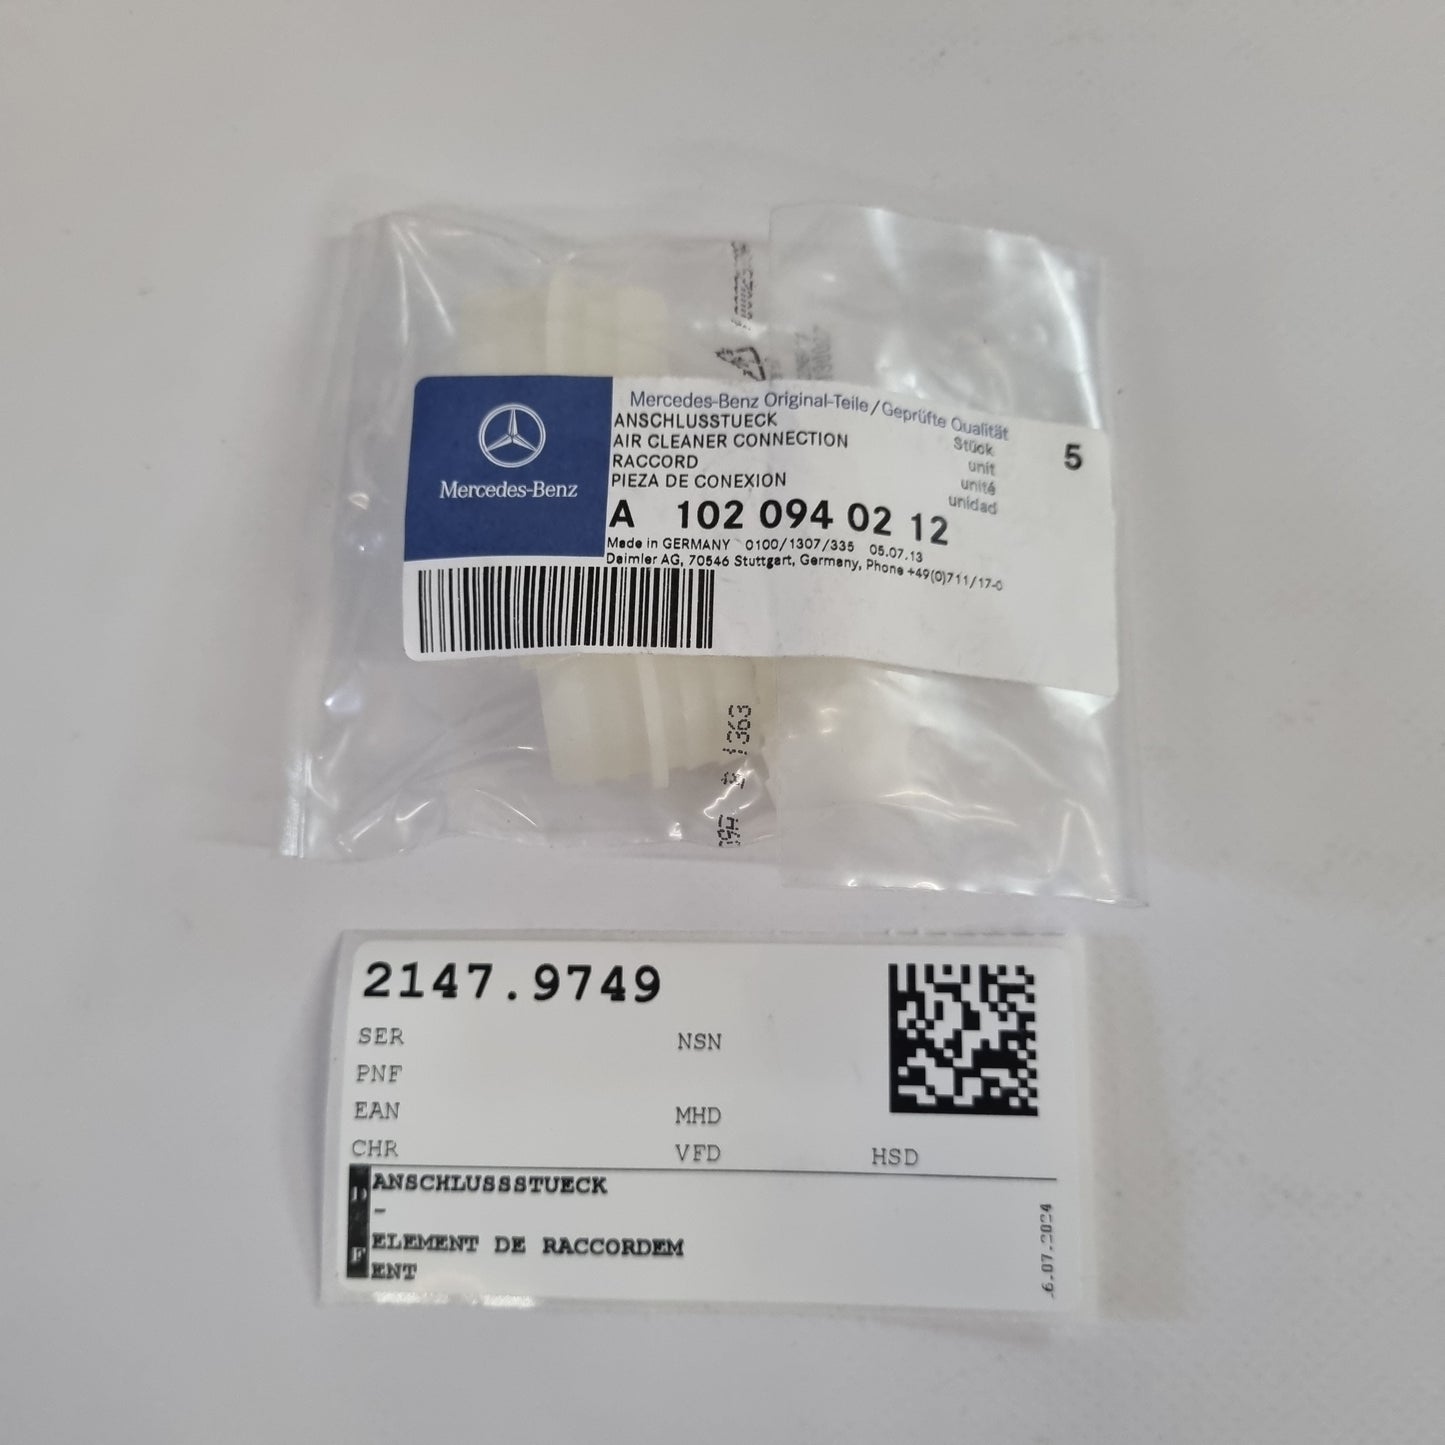 Mercedes-Benz Original-Teile/Geprüfte Qualität
ANSCHLUSSTUECK
AIR CLEANER CONNECTION
RACCORD
PIEZA DE CONEXION
Stück
unit
unité
unidad
5
Mercedes-Benz
A 102 094 02 12
Made in GERMANY 0100/1307/335 05.07.13
Daimler AG, 70546 Stuttgart, Germany, Phone +49(0)711/17-0
2147.9749
SER
NSN
PNF
EAN
MHD
CHR
VFD
HSD
D
ANSCHLUSSSTUECK
-
F
ELEMENT DE RACCORDEM
ENT
6.07.2024